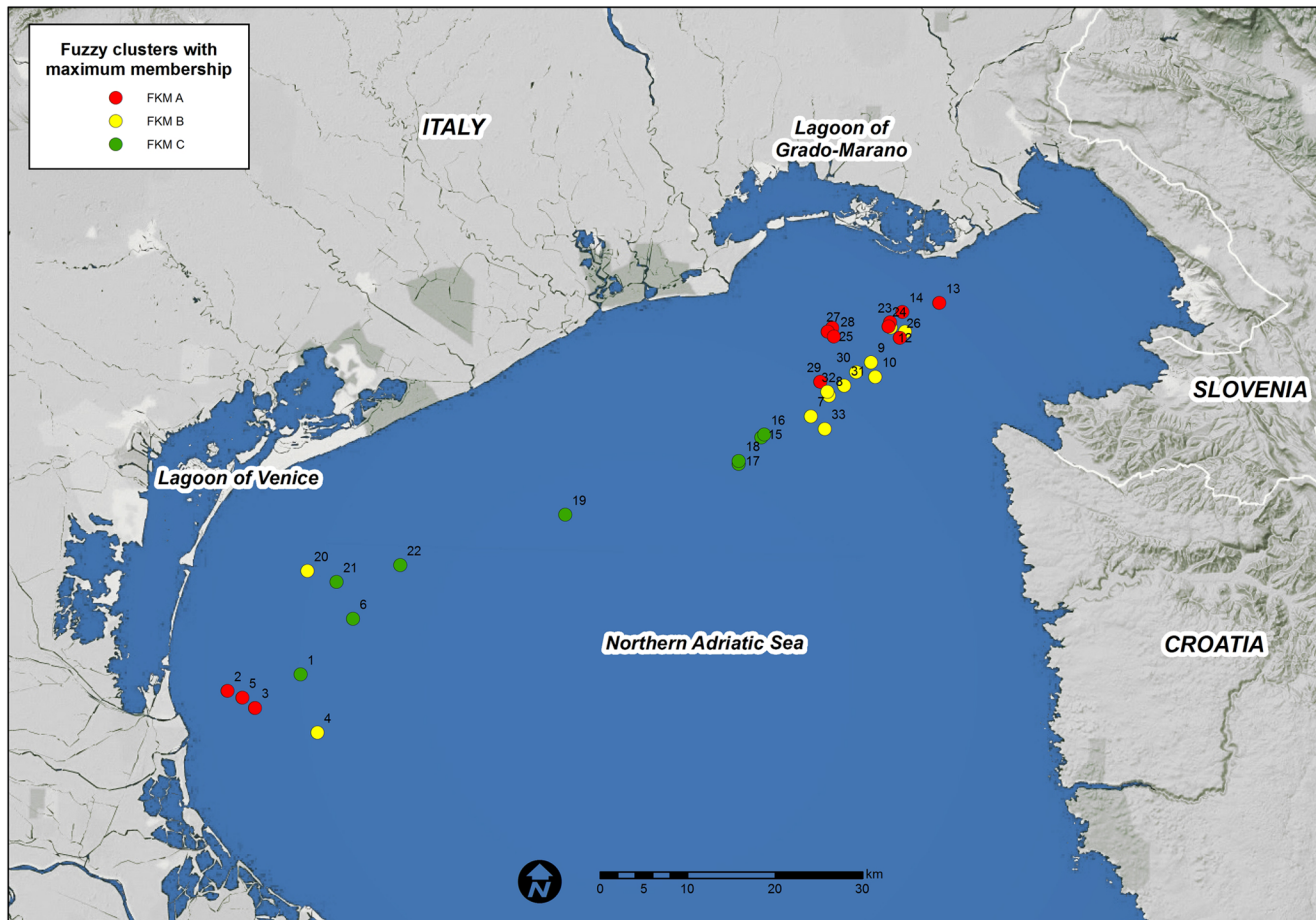 Fuzzy clusters with
maximum membership
FKM A
FKM B
FKM C
ITALY
Lagoon of
Grado-Marano
13
14
23
24
26
27
28
25
12
9
30
10
31
29
32
8
7
33
SLOVENIA
16
15
18
17
Lagoon of Venice
19
22
20
21
6
Northern Adriatic Sea
CROATIA
1
2
5
3
4
N
km
0 5 10 20 30